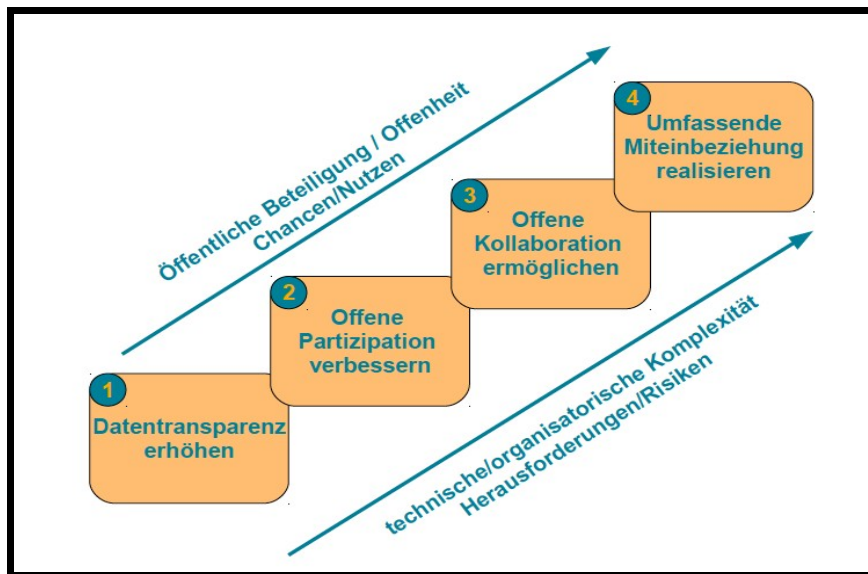 Öffentliche Beteiligung / Offenheit
Chancen/Nutzen
1
Datentransparenz
erhöhen
2
Offene
Partizipation
verbessern
3
Offene
Kollaboration
ermöglichen
4
Umfassende
Miteinbeziehung
realisieren
technische/organisatorische Komplexität
Herausforderungen/Risiken